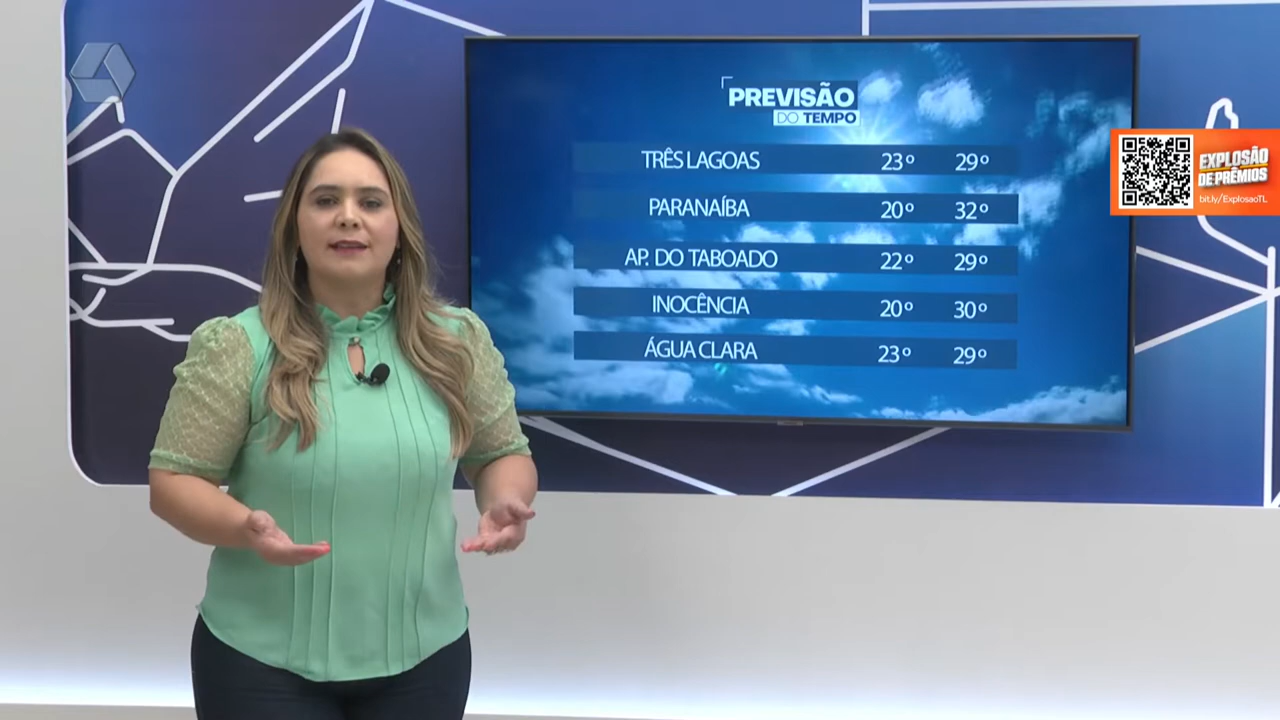 PREVISÃO
DO TEMPO
TRÊS LAGOAS 23º 29º
PARANAÍBA 20º 32º
AP. DO TABOADO 22º 29º
INOCÊNCIA 20º 30º
ÁGUA CLARA 23º 29º
EXPLOSÃO
DE PRÊMIOS
bit.ly/ExplosaoTL